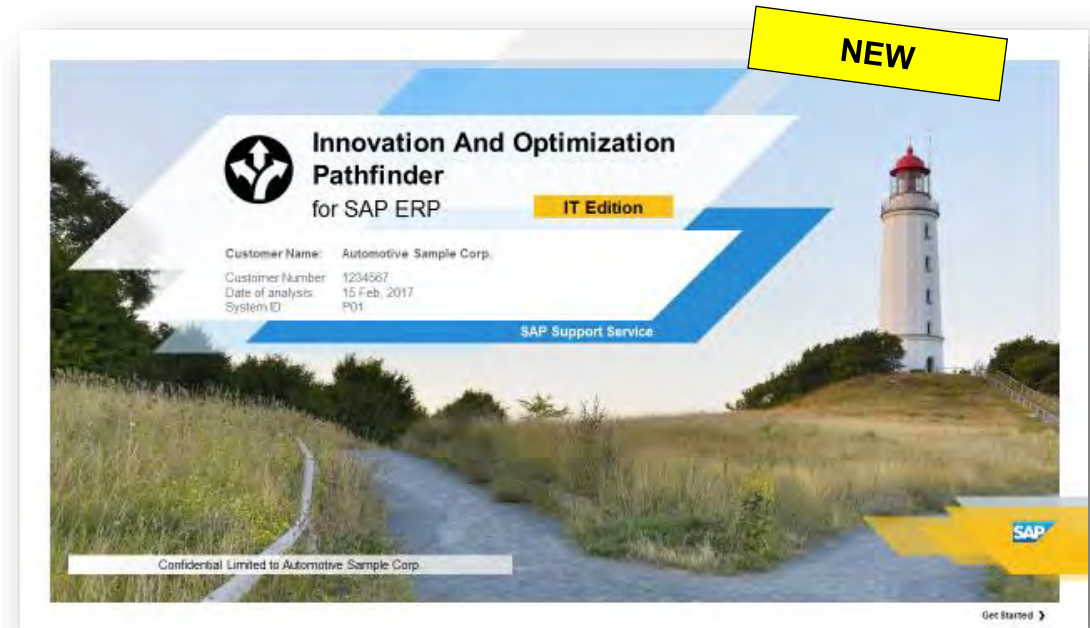 NEW
Innovation And Optimization
Pathfinder
for SAP ERP
IT Edition
Customer Name: Automotive Sample Corp.
Customer Number 1234567
Date of analysis 15 Feb, 2017
System ID P01
SAP Support Service
SAP
Confidential Limited to Automotive Sample Corp
Get Started ❯